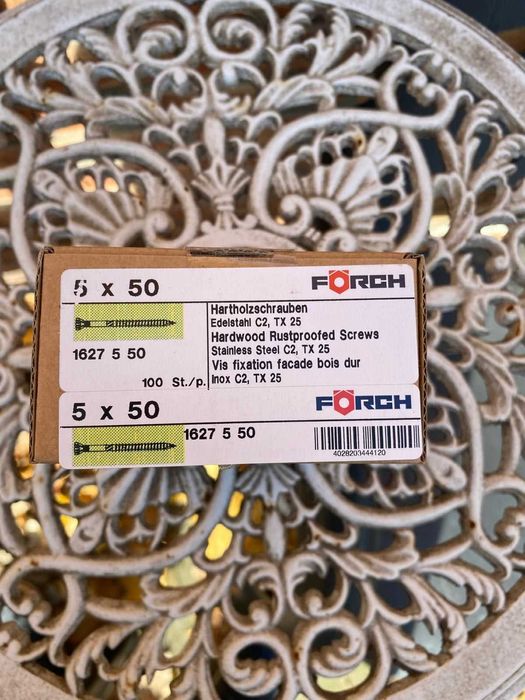 5 x 50
FÖRCH
Hartholzschrauben
Edelstahl C2, TX 25
Hardwood Rustproofed Screws
Stainless Steel C2, TX 25
Vis fixation facade bois dur
Inox C2, TX 25
1627 5 50
100 St./p.
5 x 50
FÖRCH
1627 5 50
4028203444120